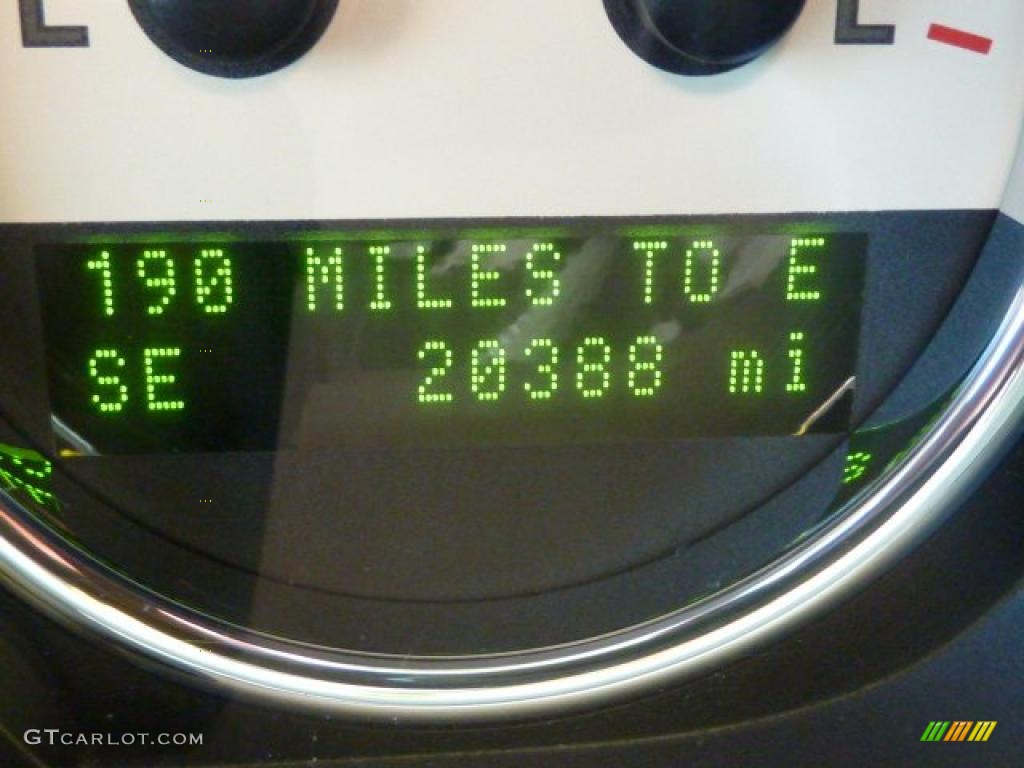 190 MILES TO E
SE 20388 mi
GTCARLOT.COM